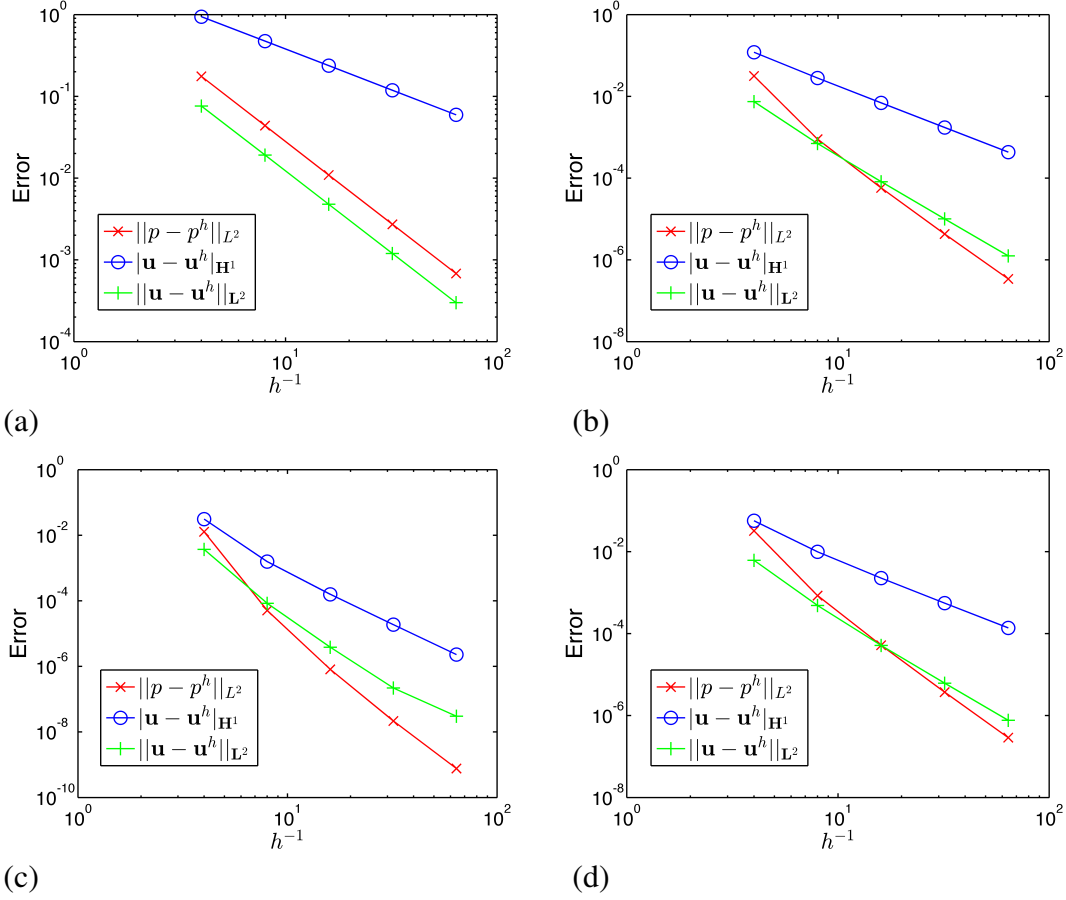 10^0
10^{-1}
10^{-2}
10^{-3}
10^{-4}
Error
||p − p^h||_{L^2}
|𝐮 − 𝐮^h|_{𝐇^1}
||𝐮 − 𝐮^h||_{𝐋^2}
10^0 10^1 10^2
h^{−1}
(a)
10^0
10^{-2}
10^{-4}
10^{-6}
10^{-8}
Error
||p − p^h||_{L^2}
|𝐮 − 𝐮^h|_{𝐇^1}
||𝐮 − 𝐮^h||_{𝐋^2}
10^0 10^1 10^2
h^{−1}
(b)
10^0
10^{-2}
10^{-4}
10^{-6}
10^{-8}
10^{-10}
Error
||p − p^h||_{L^2}
|𝐮 − 𝐮^h|_{𝐇^1}
||𝐮 − 𝐮^h||_{𝐋^2}
10^0 10^1 10^2
h^{−1}
(c)
10^0
10^{-2}
10^{-4}
10^{-6}
10^{-8}
Error
||p − p^h||_{L^2}
|𝐮 − 𝐮^h|_{𝐇^1}
||𝐮 − 𝐮^h||_{𝐋^2}
10^0 10^1 10^2
h^{−1}
(d)